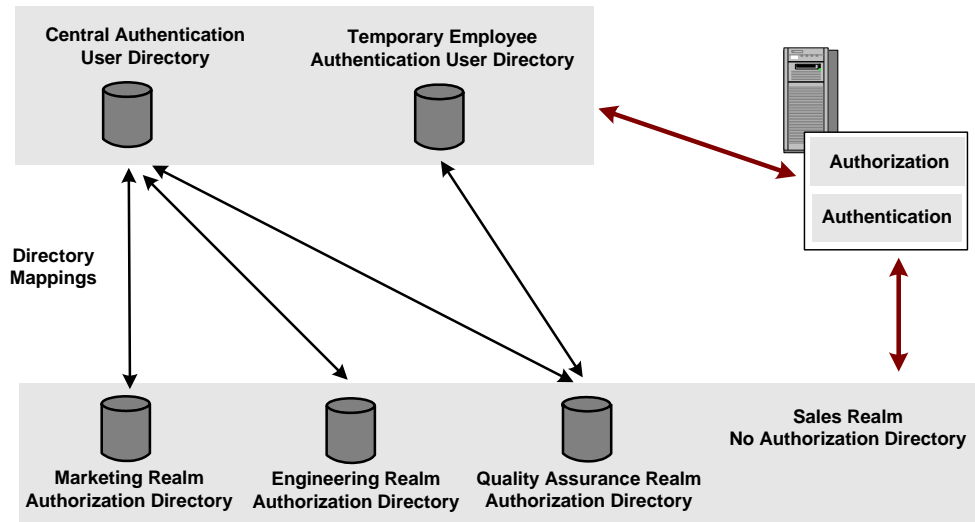 Central Authentication
User Directory
Temporary Employee
Authentication User Directory
Authorization
Authentication
Directory
Mappings
Marketing Realm
Authorization Directory
Engineering Realm
Authorization Directory
Quality Assurance Realm
Authorization Directory
Sales Realm
No Authorization Directory